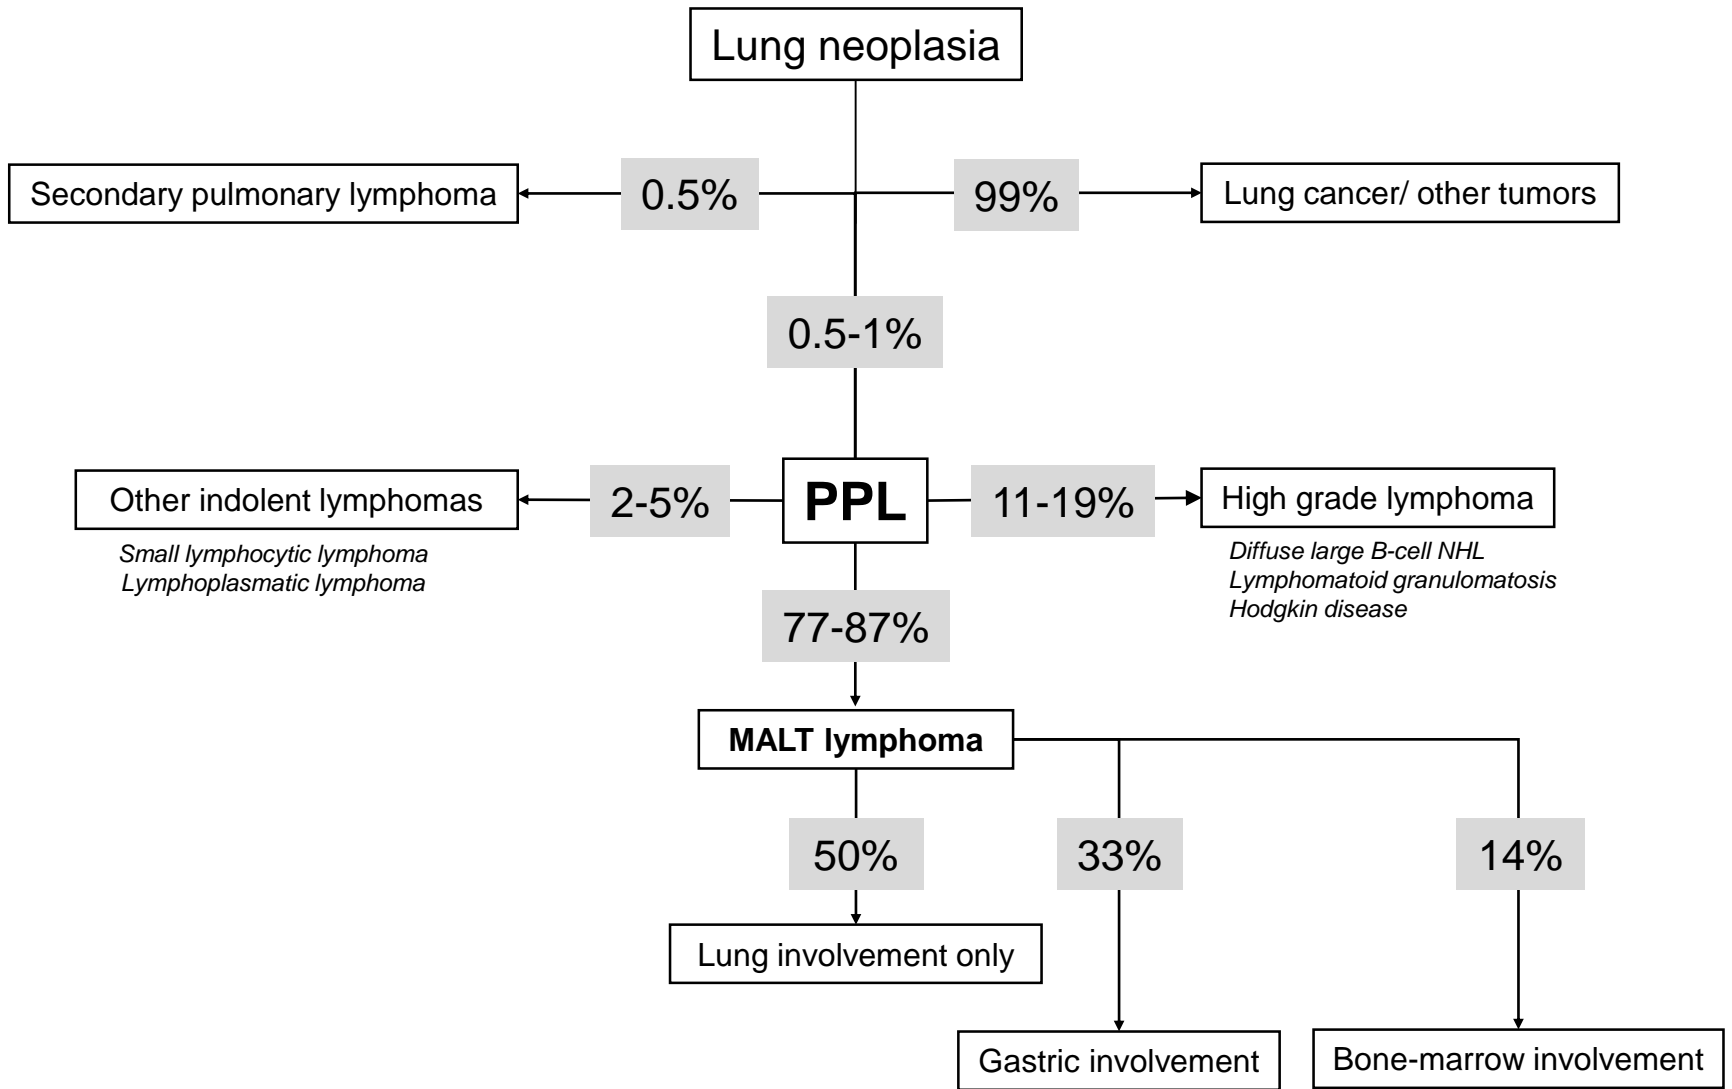 Lung neoplasia
Secondary pulmonary lymphoma
0.5%
99%
Lung cancer/ other tumors
0.5-1%
Other indolent lymphomas
2-5%
PPL
11-19%
High grade lymphoma
Small lymphocytic lymphoma
Lymphoplasmatic lymphoma
Diffuse large B-cell NHL
Lymphomatoid granulomatosis
Hodgkin disease
77-87%
MALT lymphoma
50%
33%
14%
Lung involvement only
Gastric involvement
Bone-marrow involvement